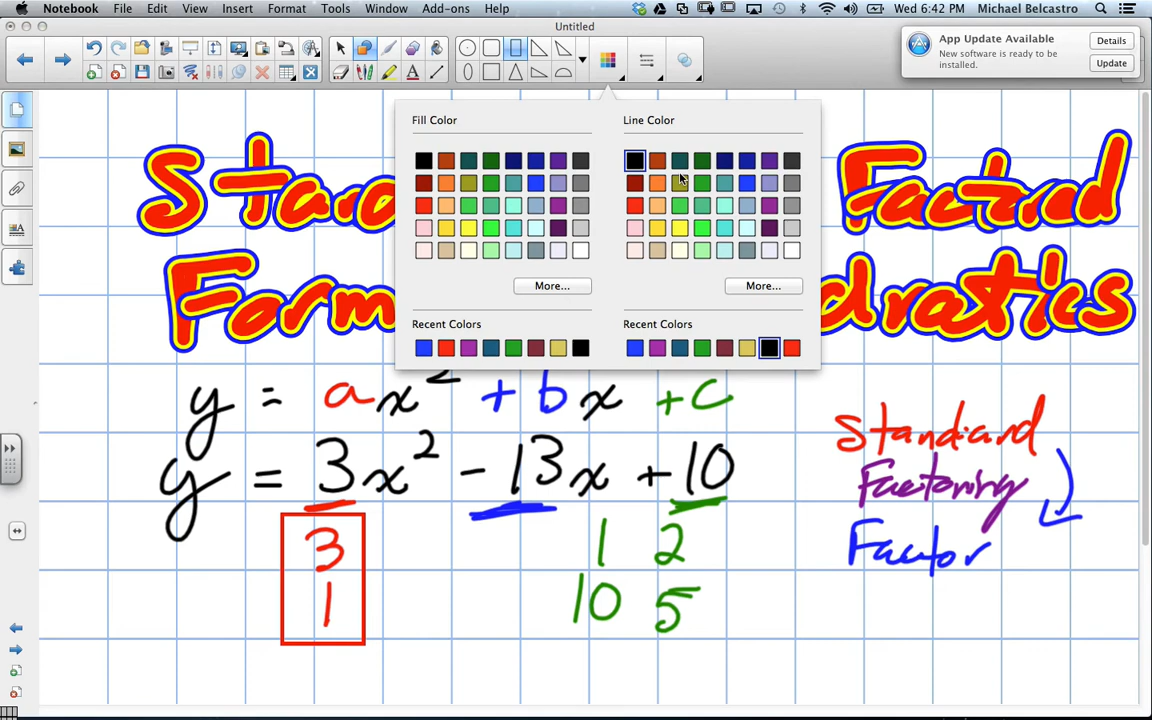 Notebook File Edit View Insert Format Tools Window Add-ons Help Wed 6:42 PM Michael Belcastro
Untitled
App Update Available
New software is ready to be installed.
Details
Update
Fill Color
Line Color
More...
More...
Recent Colors
Recent Colors
Factored
Form
y = ax² + bx + c
y = 3x² - 13x + 10
3
1
1 2
10 5
Standard
Factoring
Factor